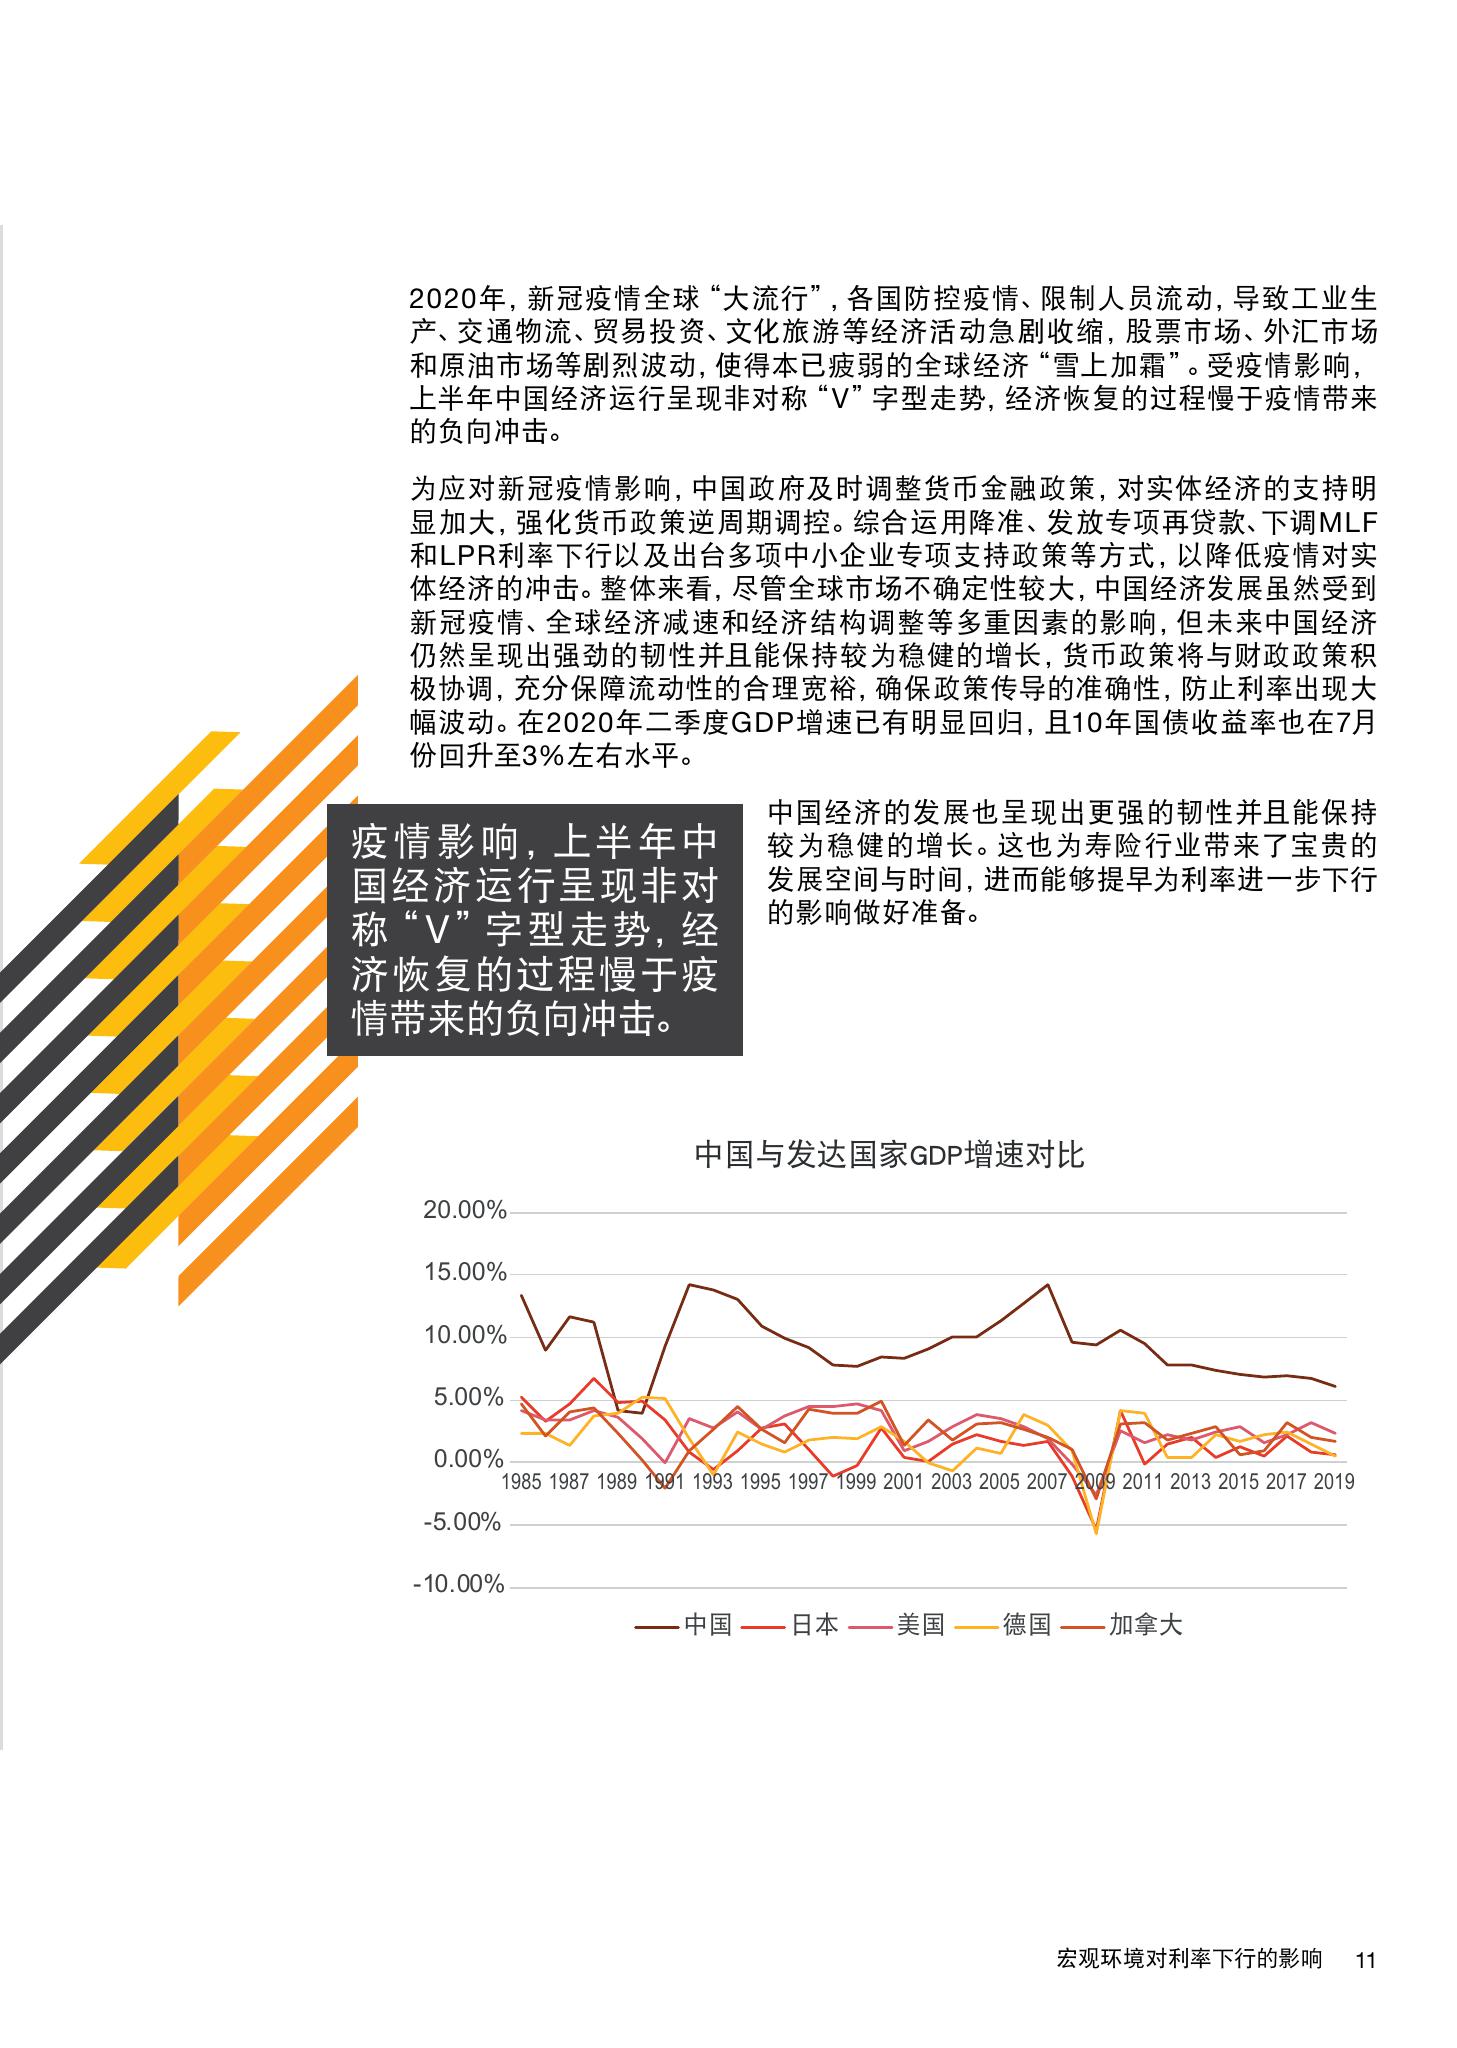 2020年，新冠疫情全球“大流行”，各国防控疫情、限制人员流动，导致工业生
产、交通物流、贸易投资、文化旅游等经济活动急剧收缩，股票市场、外汇市场
和原油市场等剧烈波动，使得本已疲弱的全球经济“雪上加霜”。受疫情影响，
上半年中国经济运行呈现非对称“V”字型走势，经济恢复的过程慢于疫情带来
的负向冲击。
为应对新冠疫情影响，中国政府及时调整货币金融政策，对实体经济的支持明
显加大，强化货币政策逆周期调控。综合运用降准、发放专项再贷款、下调MLF
和LPR利率下行以及出台多项中小企业专项支持政策等方式，以降低疫情对实
体经济的冲击。整体来看，尽管全球市场不确定性较大，中国经济发展虽然受到
新冠疫情、全球经济减速和经济结构调整等多重因素的影响，但未来中国经济
仍然呈现出强劲的韧性并且能保持较为稳健的增长，货币政策将与财政政策积
极协调，充分保障流动性的合理宽裕，确保政策传导的准确性，防止利率出现大
幅波动。在2020年二季度GDP增速已有明显回归，且10年国债收益率也在7月
份回升至3%左右水平。
疫情影响，上半年中
国经济运行呈现非对
称“V”字型走势，经
济恢复的过程慢于疫
情带来的负向冲击。
中国经济的发展也呈现出更强的韧性并且能保持
较为稳健的增长。这也为寿险行业带来了宝贵的
发展空间与时间，进而能够提早为利率进一步下行
的影响做好准备。
中国与发达国家GDP增速对比
20.00%
15.00%
10.00%
5.00%
0.00%
1985 1987 1989 1991 1993 1995 1997 1999 2001 2003 2005 2007 2009 2011 2013 2015 2017 2019
-5.00%
-10.00%
中国 日本 美国 德国 加拿大
宏观环境对利率下行的影响 11